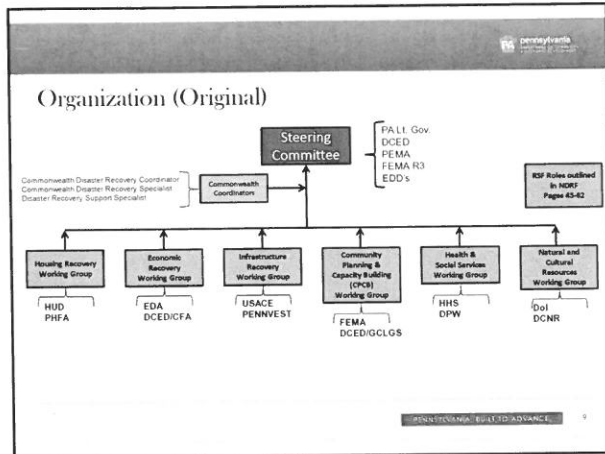 pennsylvania
Organization (Original)
Steering
Committee
PA Lt. Gov.
DCED
PEMA
FEMA R3
EDD's
Commonwealth Disaster Recovery Coordinator
Commonwealth Disaster Recovery Specialist
Disaster Recovery Support Specialist
Commonwealth
Coordinators
RSF Roles outlined
in NDRF
Pages 45-62
Housing Recovery
Working Group
HUD
PHFA
Economic
Recovery
Working Group
EDA
DCED/CFA
Infrastructure
Recovery
Working Group
USACE
PENNVEST
Community
Planning &
Capacity Building
(CPCB)
Working Group
FEMA
DCED/GCLGS
Health &
Social Services
Working Group
HHS
DPW
Natural and
Cultural
Resources
Working Group
DoI
DCNR
PENNSYLVANIA. BUILT TO ADVANCE.
9